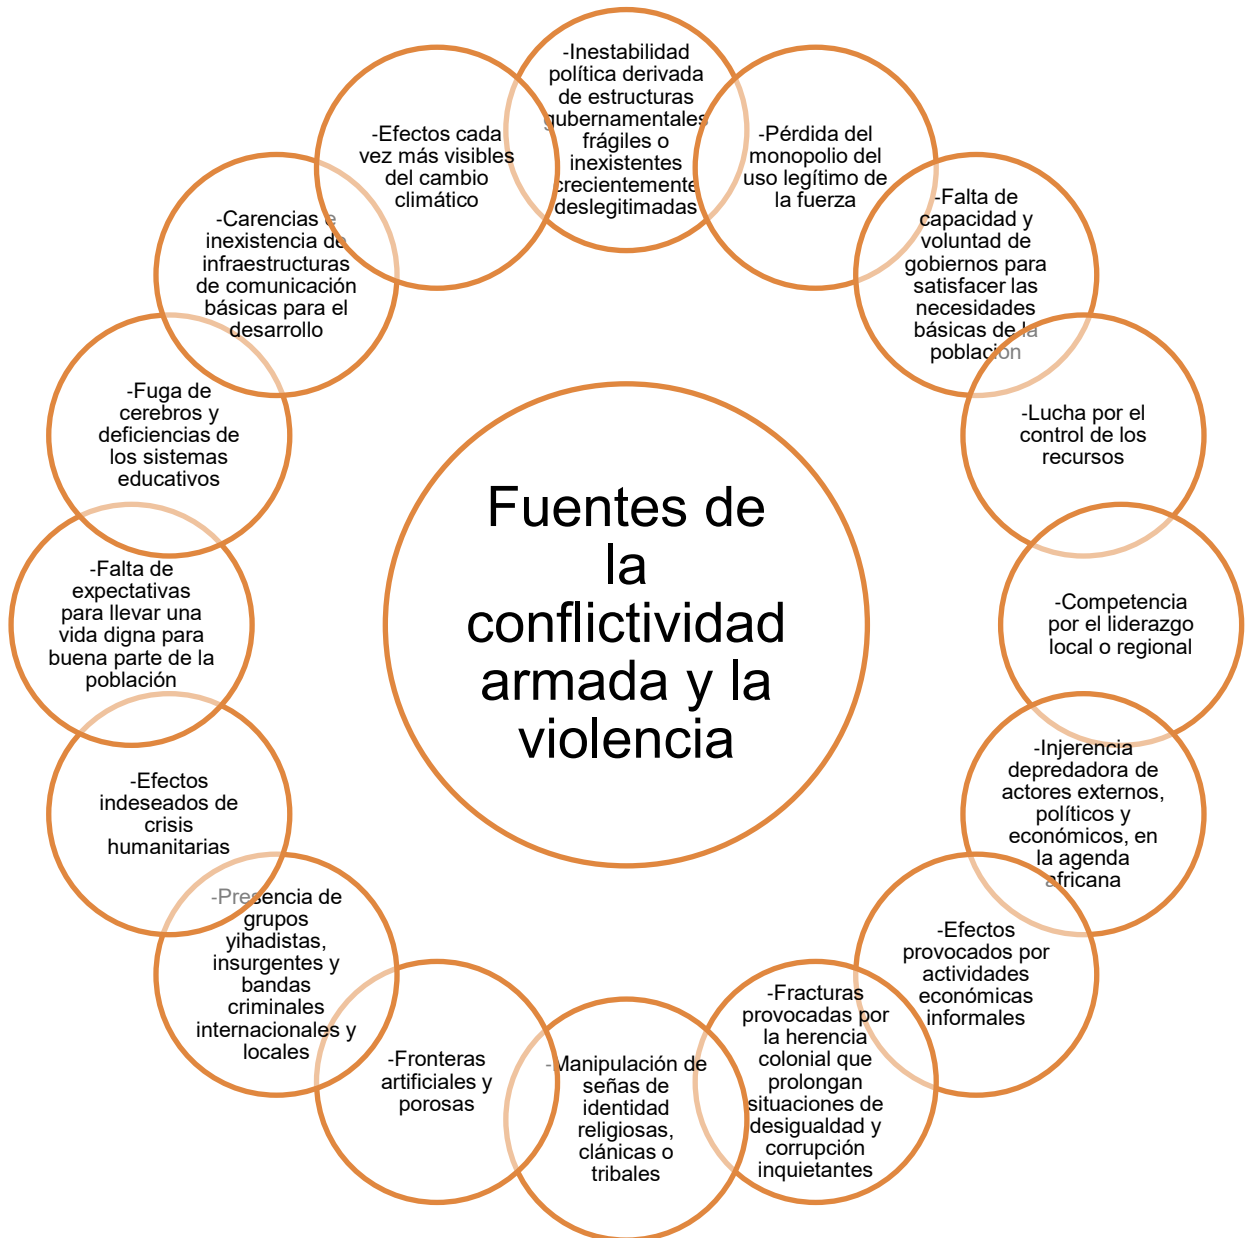 -Inestabilidad
política derivada
de estructuras
gubernamentales
frágiles o
inexistentes
crecientemente
deslegitimadas
-Pérdida del
monopolio del
uso legítimo de
la fuerza
-Falta de
capacidad y
voluntad de
gobiernos para
satisfacer las
necesidades
básicas de la
población
-Lucha por el
control de los
recursos
-Competencia
por el liderazgo
local o regional
-Injerencia
depredadora de
actores externos,
políticos y
económicos, en
la agenda
africana
-Efectos
provocados por
actividades
económicas
informales
-Fracturas
provocadas por
la herencia
colonial que
prolongan
situaciones de
desigualdad y
corrupción
inquietantes
-Manipulación de
señas de
identidad
religiosas,
clánicas o
tribales
-Fronteras
artificiales y
porosas
-Presencia de
grupos
yihadistas,
insurgentes y
bandas
criminales
internacionales y
locales
-Efectos
indeseados de
crisis
humanitarias
-Falta de
expectativas
para llevar una
vida digna para
buena parte de la
población
-Fuga de
cerebros y
deficiencias de
los sistemas
educativos
-Carencias e
inexistencia de
infraestructuras
de comunicación
básicas para el
desarrollo
-Efectos cada
vez más visibles
del cambio
climático
Fuentes de
la
conflictividad
armada y la
violencia